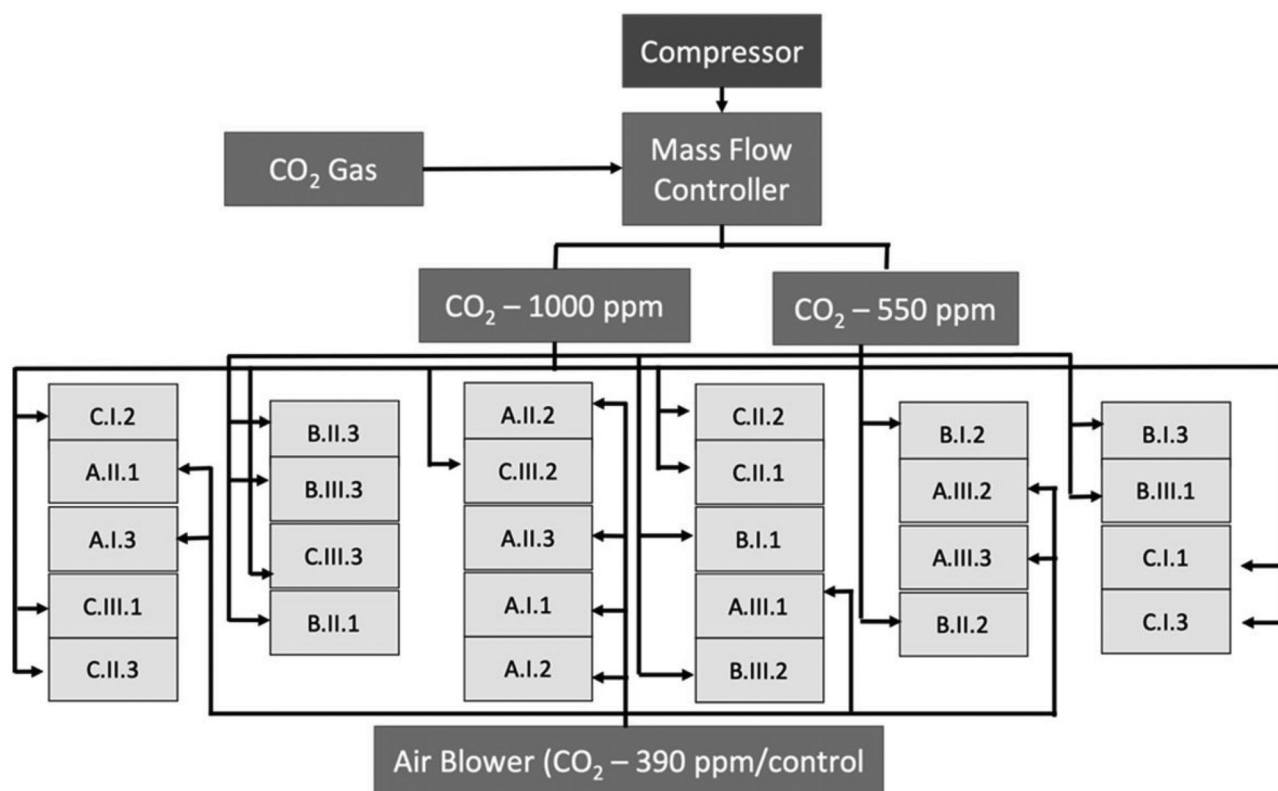 Compressor
CO₂ Gas
Mass Flow
Controller
CO₂ – 1000 ppm
CO₂ – 550 ppm
C.I.2
A.II.1
A.I.3
C.III.1
C.II.3
B.II.3
B.III.3
C.III.3
B.II.1
A.II.2
C.III.2
A.II.3
A.I.1
A.I.2
C.II.2
C.II.1
B.I.1
A.III.1
B.III.2
B.I.2
A.III.2
A.III.3
B.II.2
B.I.3
B.III.1
C.I.1
C.I.3
Air Blower (CO₂ – 390 ppm/control